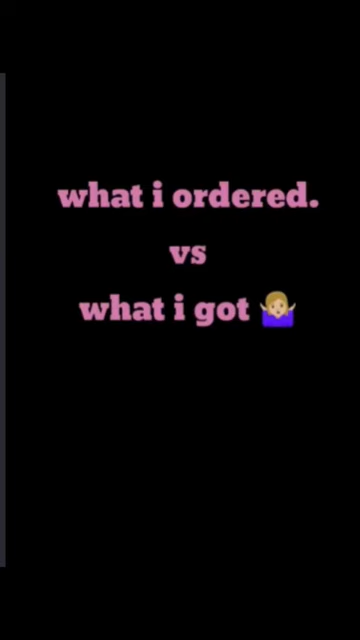 what i ordered.
vs
what i got 🤷🏼‍♀️